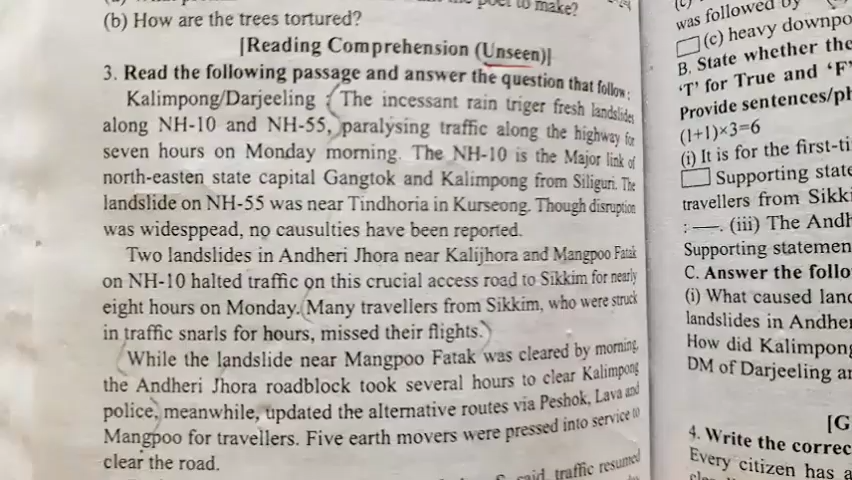 poet to make?
(b) How are the trees tortured?
[Reading Comprehension (Unseen)]
3. Read the following passage and answer the question that follow :
Kalimpong/Darjeeling : The incessant rain triger fresh landslides
along NH-10 and NH-55, paralysing traffic along the highway for
seven hours on Monday morning. The NH-10 is the Major link of
north-easten state capital Gangtok and Kalimpong from Siliguri. The
landslide on NH-55 was near Tindhoria in Kurseong. Though disruption
was widesppead, no causulties have been reported.
Two landslides in Andheri Jhora near Kalijhora and Mangpoo Fatak
on NH-10 halted traffic on this crucial access road to Sikkim for nearly
eight hours on Monday. (Many travellers from Sikkim, who were struck
in traffic snarls for hours, missed their flights.)
While the landslide near Mangpoo Fatak was cleared by morning,
the Andheri Jhora roadblock took several hours to clear Kalimpong
police, meanwhile, updated the alternative routes via Peshok, Lava and
Mangpoo for travellers. Five earth movers were pressed into service to
clear the road.
said, traffic resumed
was followed by
(c) heavy downpo
B. State whether the
'T' for True and 'F'
Provide sentences/ph
(1+1)×3=6
(i) It is for the first-ti
Supporting state
travellers from Sikki
: —. (iii) The Andh
Supporting statemen
C. Answer the follo
(i) What caused land
landslides in Andher
How did Kalimpong
DM of Darjeeling a
[G
4. Write the correc
Every citizen has a